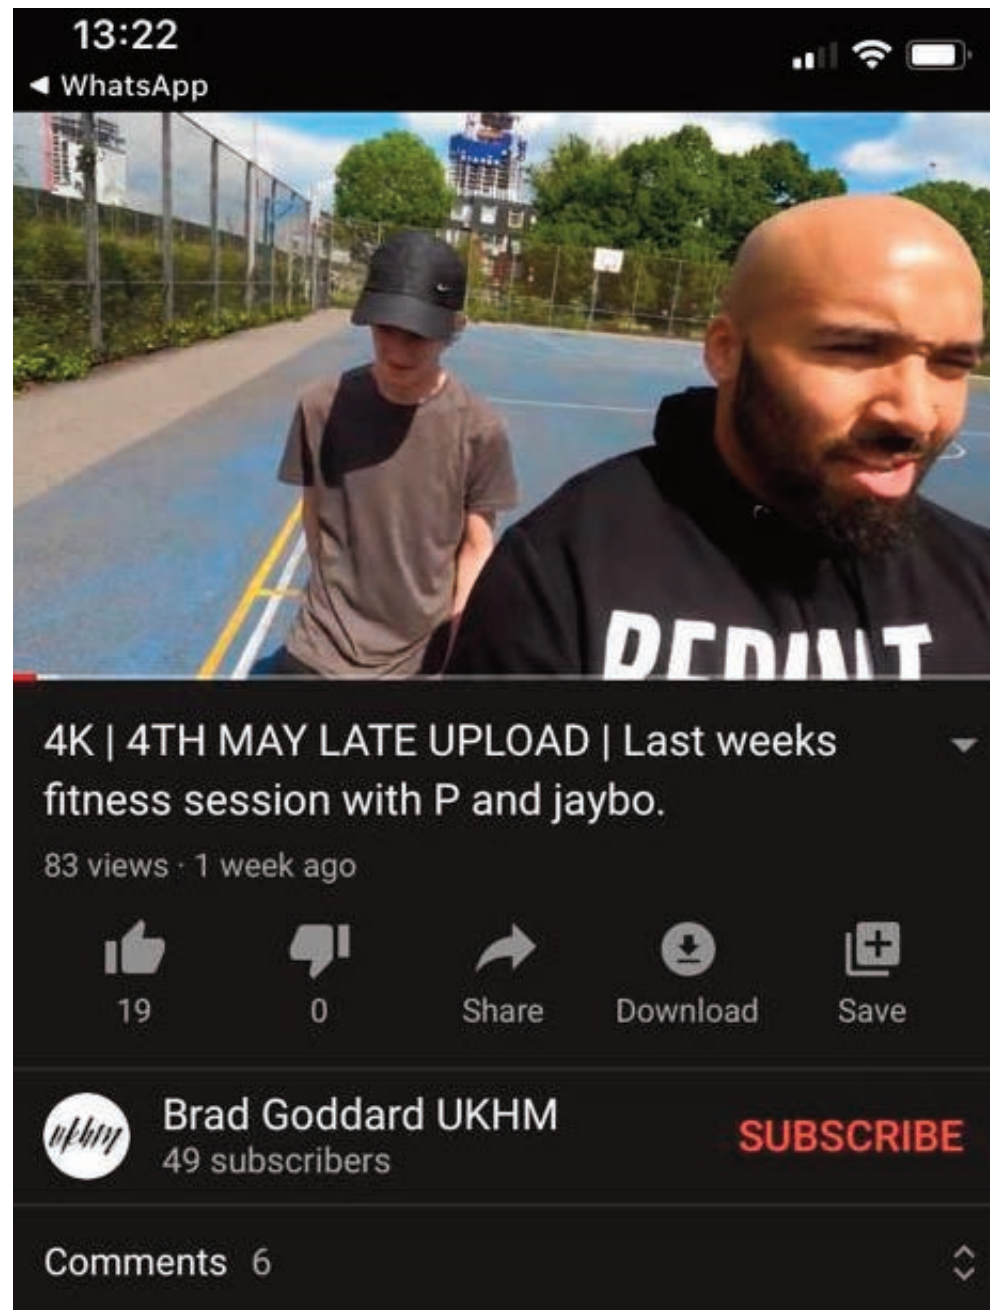 13:22
WhatsApp
4K | 4TH MAY LATE UPLOAD | Last weeks
fitness session with P and jaybo.
83 views · 1 week ago
19
0
Share
Download
Save
ukhm
Brad Goddard UKHM
49 subscribers
SUBSCRIBE
Comments 6